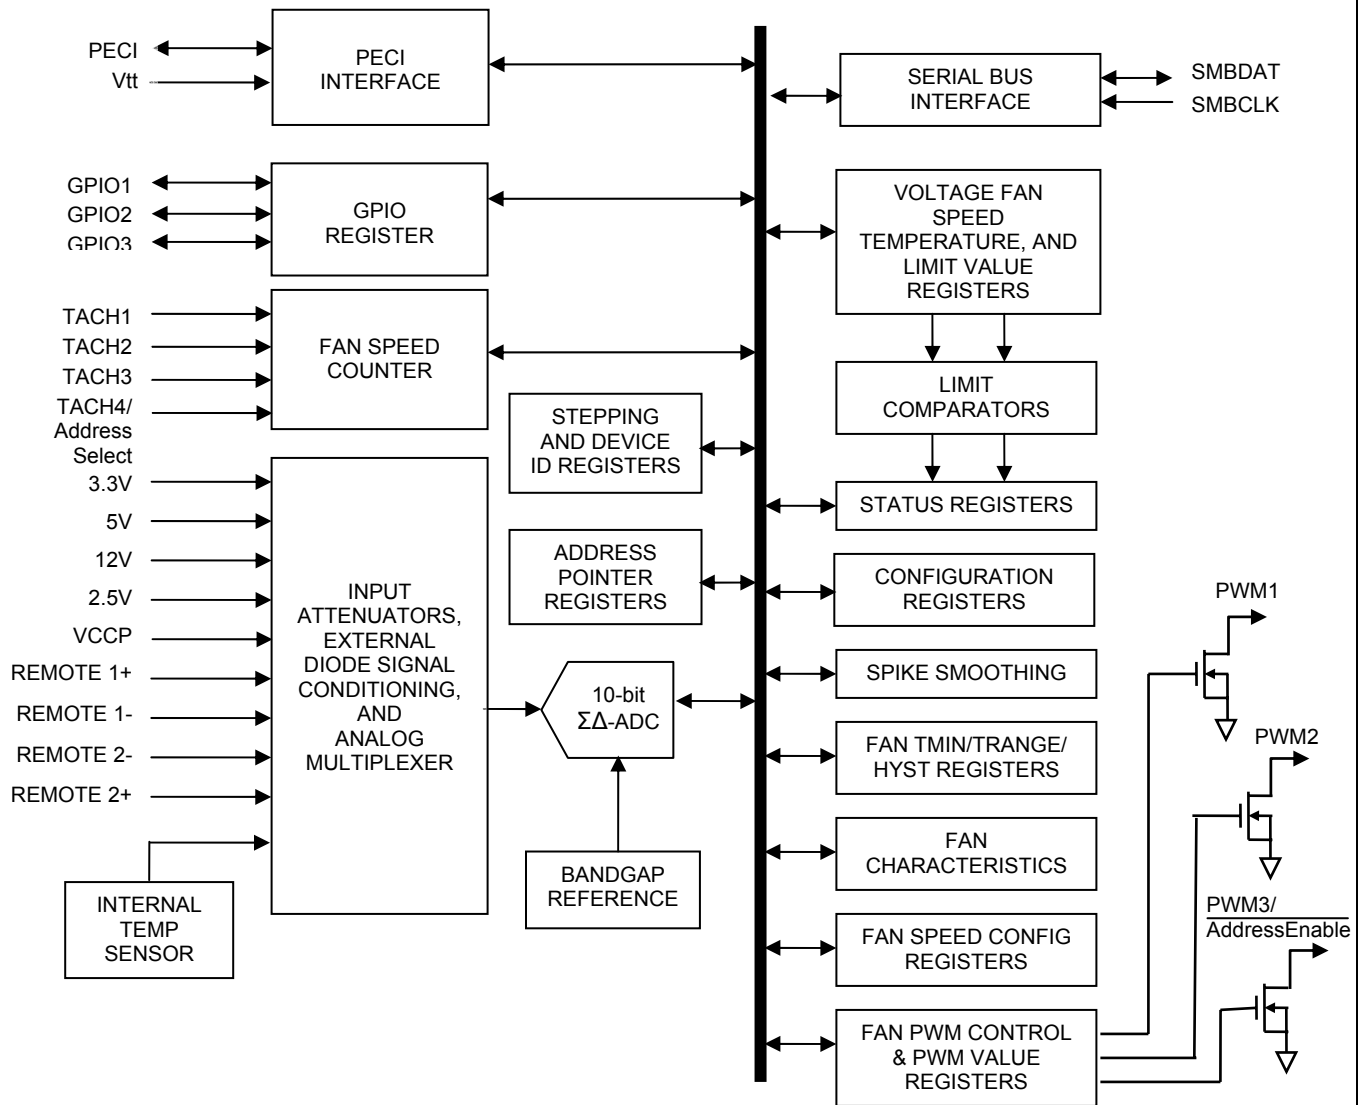 PECI
Vtt
PECI
INTERFACE
SERIAL BUS
INTERFACE
SMBDAT
SMBCLK
GPIO1
GPIO2
GPIO3
GPIO
REGISTER
VOLTAGE FAN
SPEED
TEMPERATURE, AND
LIMIT VALUE
REGISTERS
TACH1
TACH2
TACH3
TACH4/
Address
Select
FAN SPEED
COUNTER
LIMIT
COMPARATORS
STEPPING
AND DEVICE
ID REGISTERS
STATUS REGISTERS
3.3V
5V
12V
2.5V
VCCP
REMOTE 1+
REMOTE 1-
REMOTE 2-
REMOTE 2+
INPUT
ATTENUATORS,
EXTERNAL
DIODE SIGNAL
CONDITIONING,
AND
ANALOG
MULTIPLEXER
ADDRESS
POINTER
REGISTERS
CONFIGURATION
REGISTERS
10-bit
ΣΔ-ADC
SPIKE SMOOTHING
FAN TMIN/TRANGE/
HYST REGISTERS
PWM1
PWM2
INTERNAL
TEMP
SENSOR
BANDGAP
REFERENCE
FAN
CHARACTERISTICS
FAN SPEED CONFIG
REGISTERS
PWM3/
AddressEnable
FAN PWM CONTROL
& PWM VALUE
REGISTERS